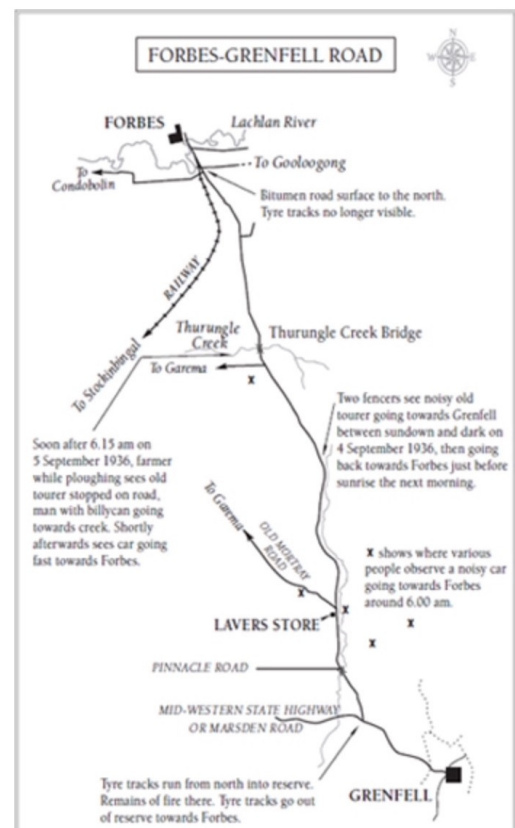 FORBES-GRENFELL ROAD
N
W
E
S
FORBES
Lachlan River
To Gooloogong
To
Condobolin
Bitumen road surface to the north.
Tyre tracks no longer visible.
RAILWAY
To Stockinbingal
Thurungle
Creek
Thurungle Creek Bridge
To Garema
x
Two fencers see noisy old
tourer going towards Grenfell
between sundown and dark on
4 September 1936, then going
back towards Forbes just before
sunrise the next morning.
Soon after 6.15 am on
5 September 1936, farmer
while ploughing sees old
tourer stopped on road,
man with billycan going
towards creek. Shortly
afterwards sees car going
fast towards Forbes.
To Garema
OLD MORTRAY
ROAD
x shows where various
people observe a noisy car
going towards Forbes
around 6.00 am.
x
x
x
x
LAVERS STORE
PINNACLE ROAD
MID-WESTERN STATE HIGHWAY
OR MARSDEN ROAD
Tyre tracks run from north into reserve.
Remains of fire there. Tyre tracks go out
of reserve towards Forbes.
GRENFELL